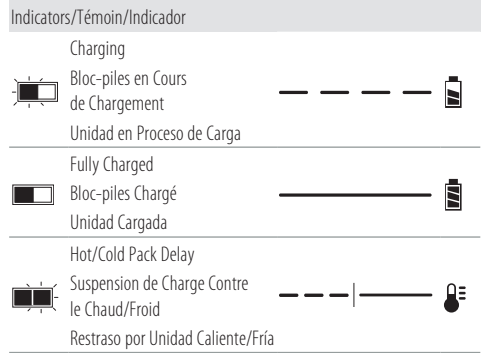 Indicators/Témoin/Indicador
Charging
Bloc-piles en Cours
de Chargement
Unidad en Proceso de Carga
Fully Charged
Bloc-piles Chargé
Unidad Cargada
Hot/Cold Pack Delay
Suspension de Charge Contre
le Chaud/Froid
Restraso por Unidad Caliente/Fría